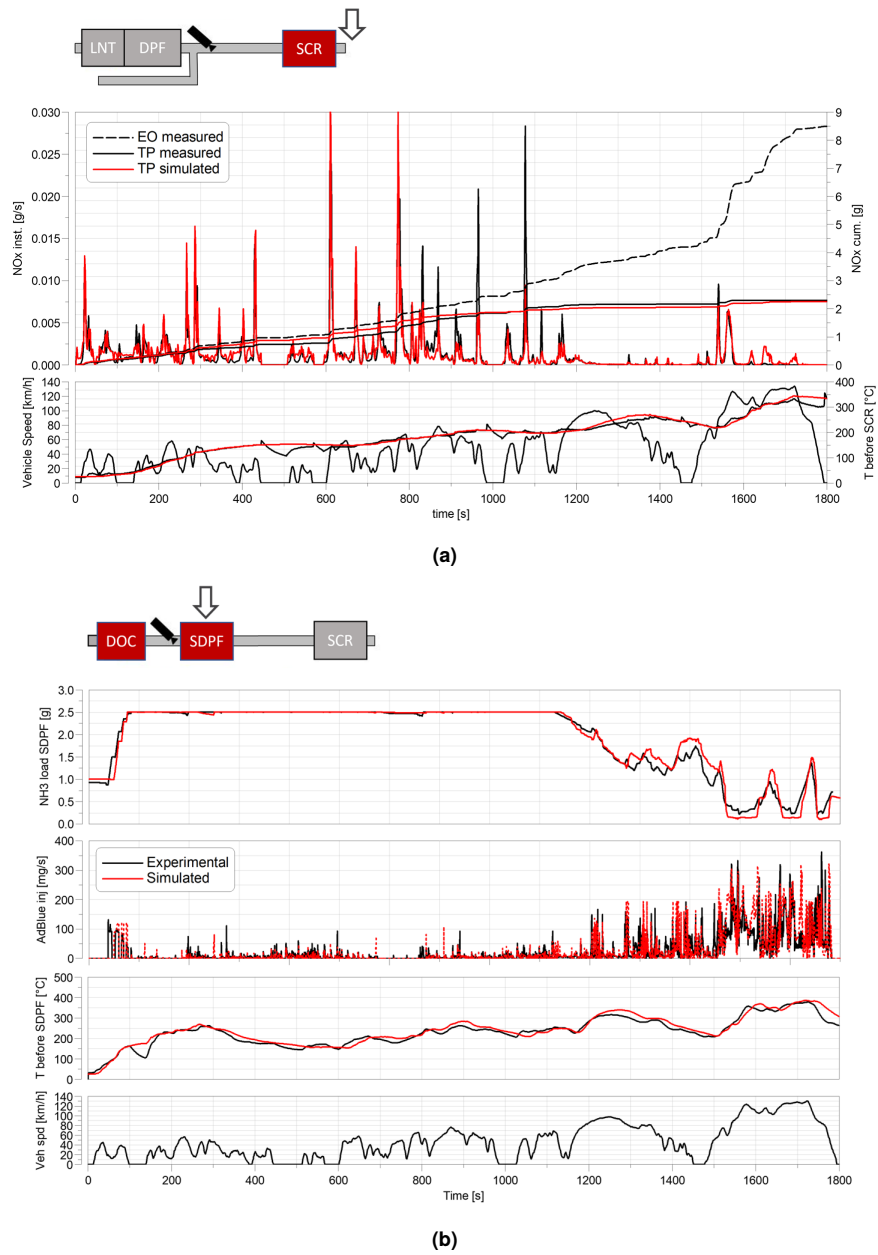 LNT DPF SCR
EO measured
TP measured
TP simulated
NOx inst. [g/s]
0.030
0.025
0.020
0.015
0.010
0.005
0.000
NOx cum. [g]
9
8
7
6
5
4
3
2
1
0
Vehicle Speed [km/h]
140
120
100
80
60
40
20
0
T before SCR [°C]
400
300
200
100
0
0 200 400 600 800 1000 1200 1400 1600 1800
time [s]
(a)
DOC SDPF SCR
NH3 load SDPF [g]
3.0
2.5
2.0
1.5
1.0
0.5
0.0
Experimental
Simulated
AdBlue inj [mg/s]
400
300
200
100
0
T before SDPF [°C]
500
400
300
200
100
0
Veh spd [km/h]
140
120
100
80
60
40
20
0
0 200 400 600 800 1000 1200 1400 1600 1800
Time [s]
(b)